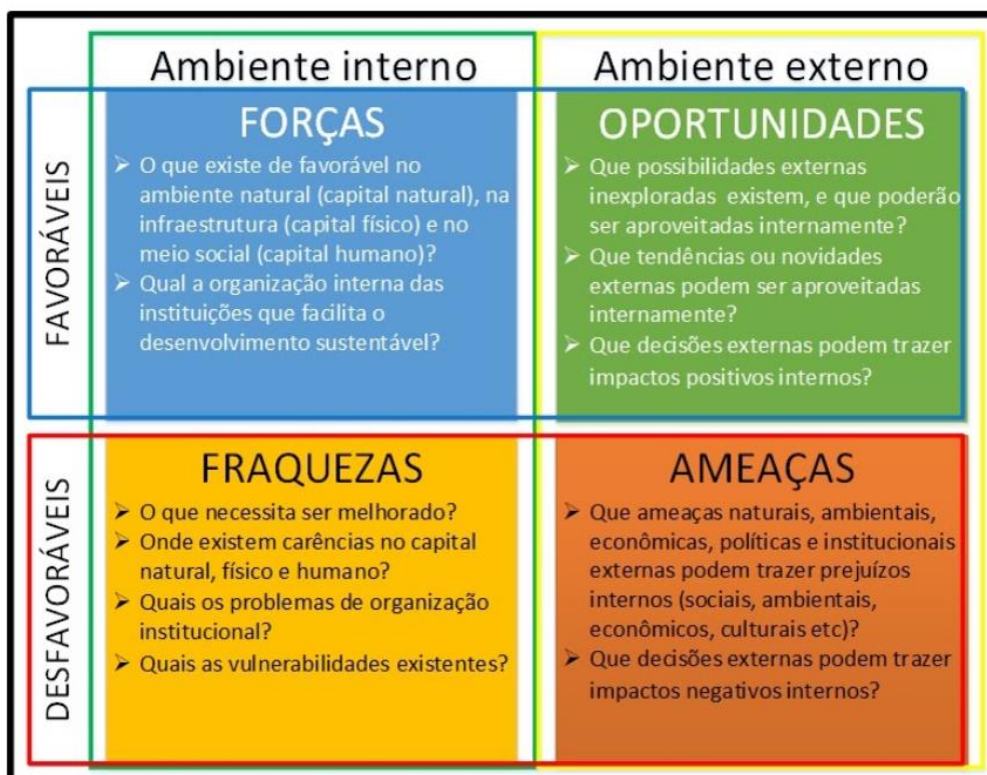 Ambiente interno
Ambiente externo
FAVORÁVEIS
FORÇAS
➤ O que existe de favorável no
ambiente natural (capital natural), na
infraestrutura (capital físico) e no
meio social (capital humano)?
➤ Qual a organização interna das
instituições que facilita o
desenvolvimento sustentável?
OPORTUNIDADES
➤ Que possibilidades externas
inexploradas existem, e que poderão
ser aproveitadas internamente?
➤ Que tendências ou novidades
externas podem ser aproveitadas
internamente?
➤ Que decisões externas podem trazer
impactos positivos internos?
DESFAVORÁVEIS
FRAQUEZAS
➤ O que necessita ser melhorado?
➤ Onde existem carências no capital
natural, físico e humano?
➤ Quais os problemas de organização
institucional?
➤ Quais as vulnerabilidades existentes?
AMEAÇAS
➤ Que ameaças naturais, ambientais,
econômicas, políticas e institucionais
externas podem trazer prejuízos
internos (sociais, ambientais,
econômicos, culturais etc)?
➤ Que decisões externas podem trazer
impactos negativos internos?